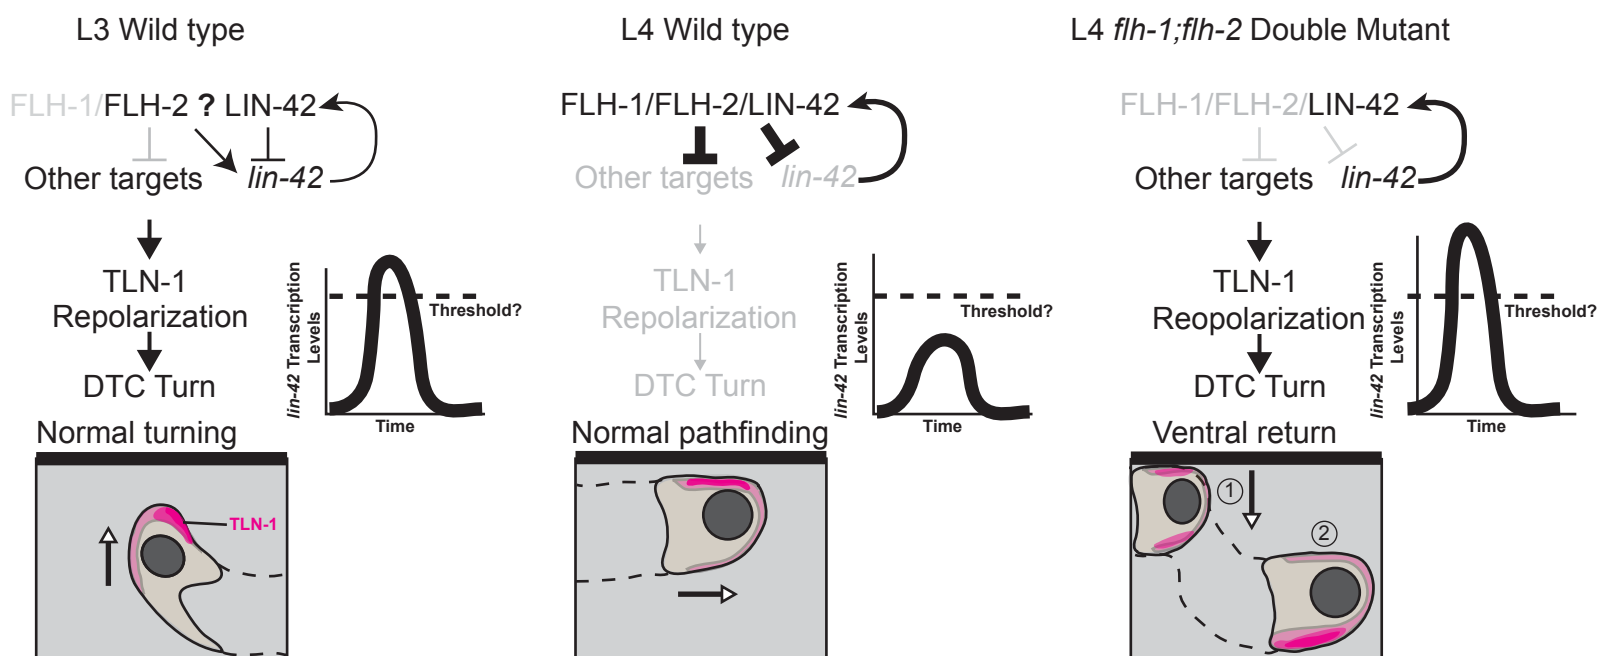 L3 Wild type
FLH-1/FLH-2 ? LIN-42
Other targets
lin-42
TLN-1
Repolarization
DTC Turn
lin-42 Transcription
Levels
Threshold?
Time
Normal turning
TLN-1
L4 Wild type
FLH-1/FLH-2/LIN-42
Other targets
lin-42
TLN-1
Repolarization
DTC Turn
lin-42 Transcription
Levels
Threshold?
Time
Normal pathfinding
L4 flh-1;flh-2 Double Mutant
FLH-1/FLH-2/LIN-42
Other targets
lin-42
TLN-1
Reopolarization
DTC Turn
lin-42 Transcription
Levels
Threshold?
Time
Ventral return
1
2